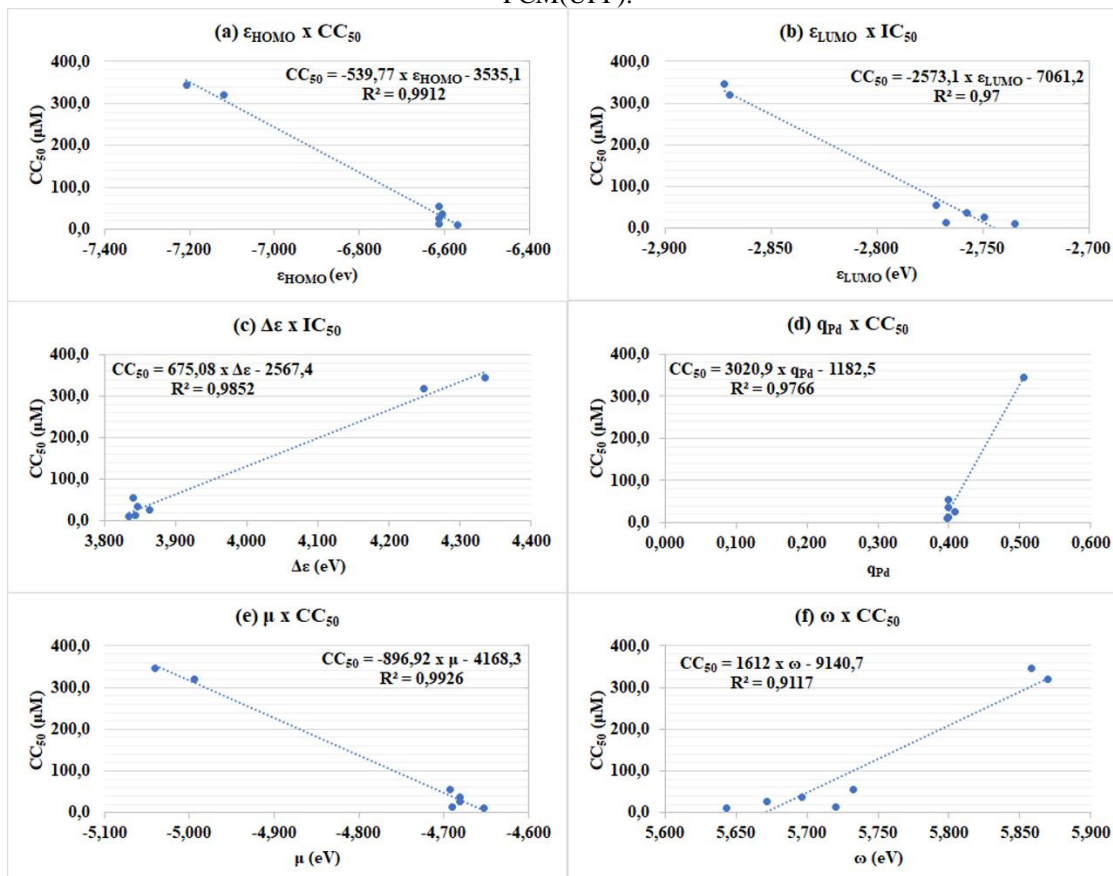 PCM(UFF).
(a) εHOMO x CC50
CC50 = -539,77 x εHOMO - 3535,1
R² = 0,9912
CC50 (µM)
400,0
300,0
200,0
100,0
0,0
-7,400 -7,200 -7,000 -6,800 -6,600 -6,400
εHOMO (ev)
(b) εLUMO x IC50
CC50 = -2573,1 x εLUMO - 7061,2
R² = 0,97
CC50 (µM)
400,0
300,0
200,0
100,0
0,0
-2,900 -2,850 -2,800 -2,750 -2,700
εLUMO (eV)
(c) Δε x IC50
CC50 = 675,08 x Δε - 2567,4
R² = 0,9852
CC50 (µM)
400,0
300,0
200,0
100,0
0,0
3,800 3,900 4,000 4,100 4,200 4,300 4,400
Δε (eV)
(d) qPd x CC50
CC50 = 3020,9 x qPd - 1182,5
R² = 0,9766
CC50 (µM)
400,0
300,0
200,0
100,0
0,0
0,000 0,100 0,200 0,300 0,400 0,500 0,600
qPd
(e) µ x CC50
CC50 = -896,92 x µ - 4168,3
R² = 0,9926
CC50 (µM)
400,0
300,0
200,0
100,0
0,0
-5,100 -5,000 -4,900 -4,800 -4,700 -4,600
µ (eV)
(f) ω x CC50
CC50 = 1612 x ω - 9140,7
R² = 0,9117
CC50 (µM)
400,0
300,0
200,0
100,0
0,0
5,600 5,650 5,700 5,750 5,800 5,850 5,900
ω (eV)